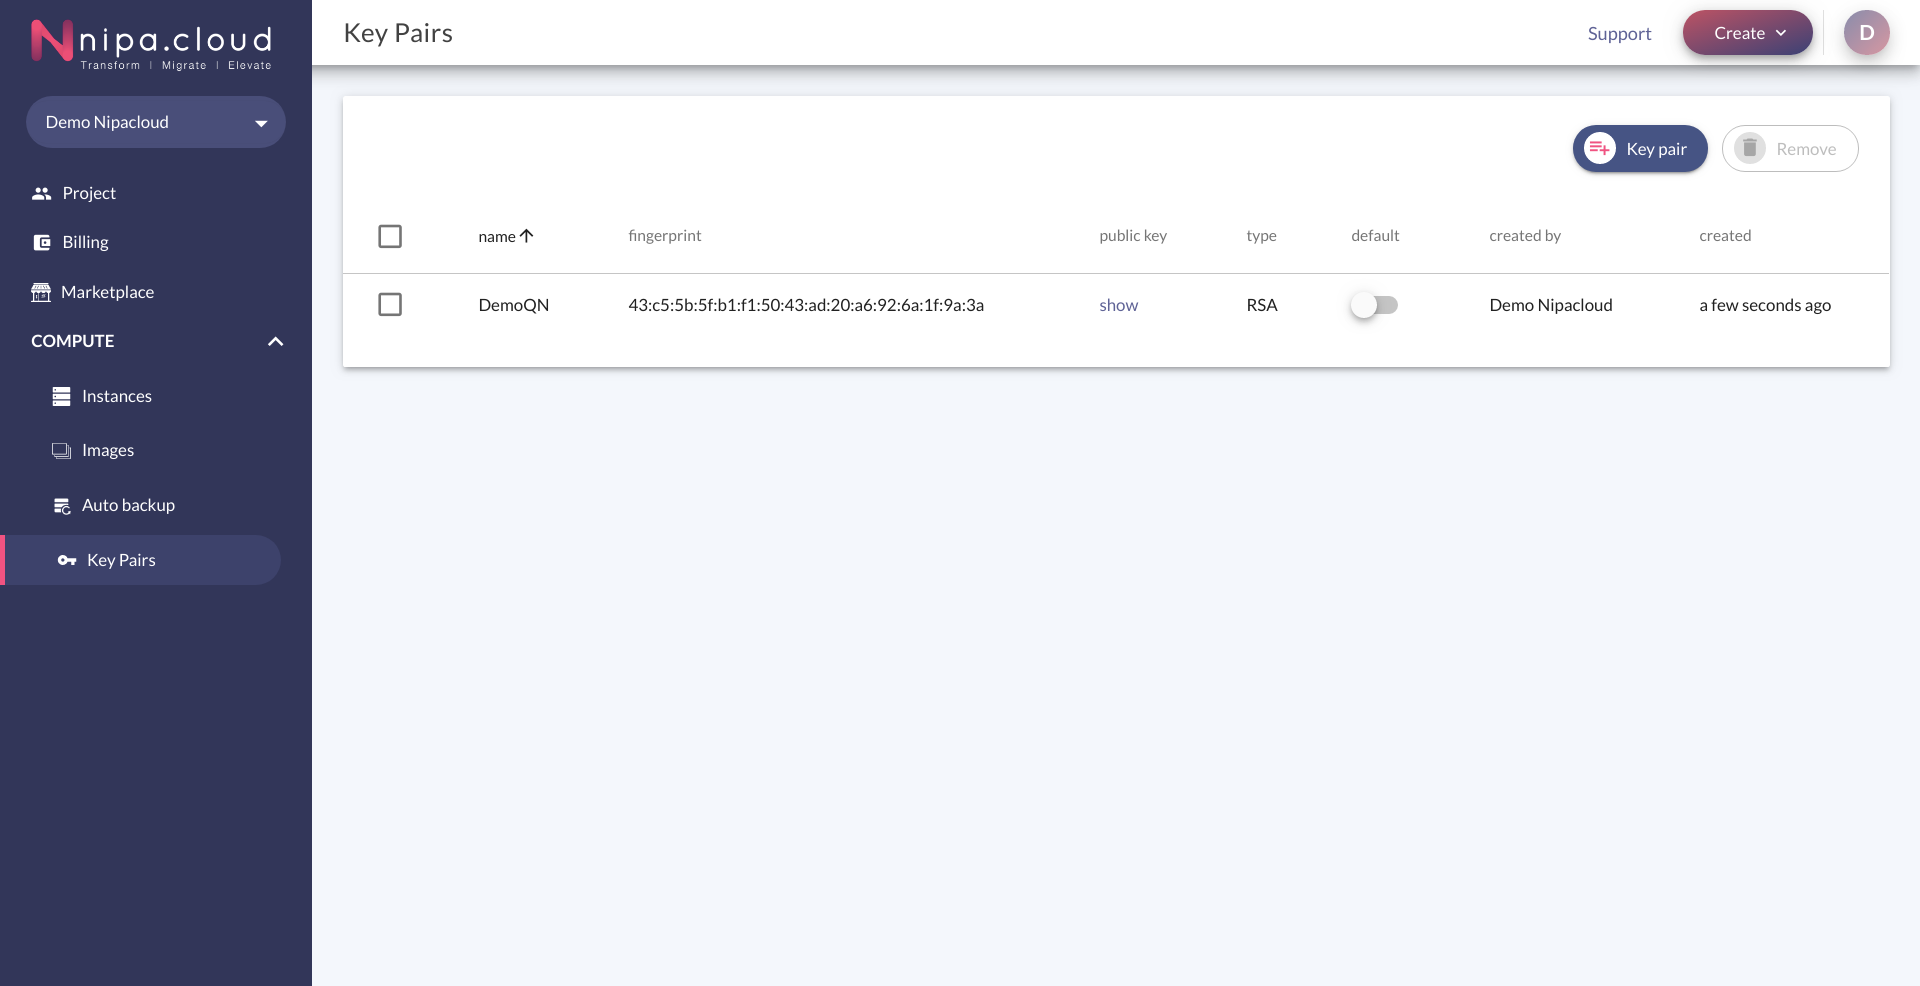 nipa.cloud
Transform | Migrate | Elevate
Demo Nipacloud
Project
Billing
Marketplace
COMPUTE
Instances
Images
Auto backup
Key Pairs
Key Pairs
Support
Create
D
Key pair
Remove
name fingerprint public key type default created by created
DemoQN 43:c5:5b:5f:b1:f1:50:43:ad:20:a6:92:6a:1f:9a:3a show RSA Demo Nipacloud a few seconds ago